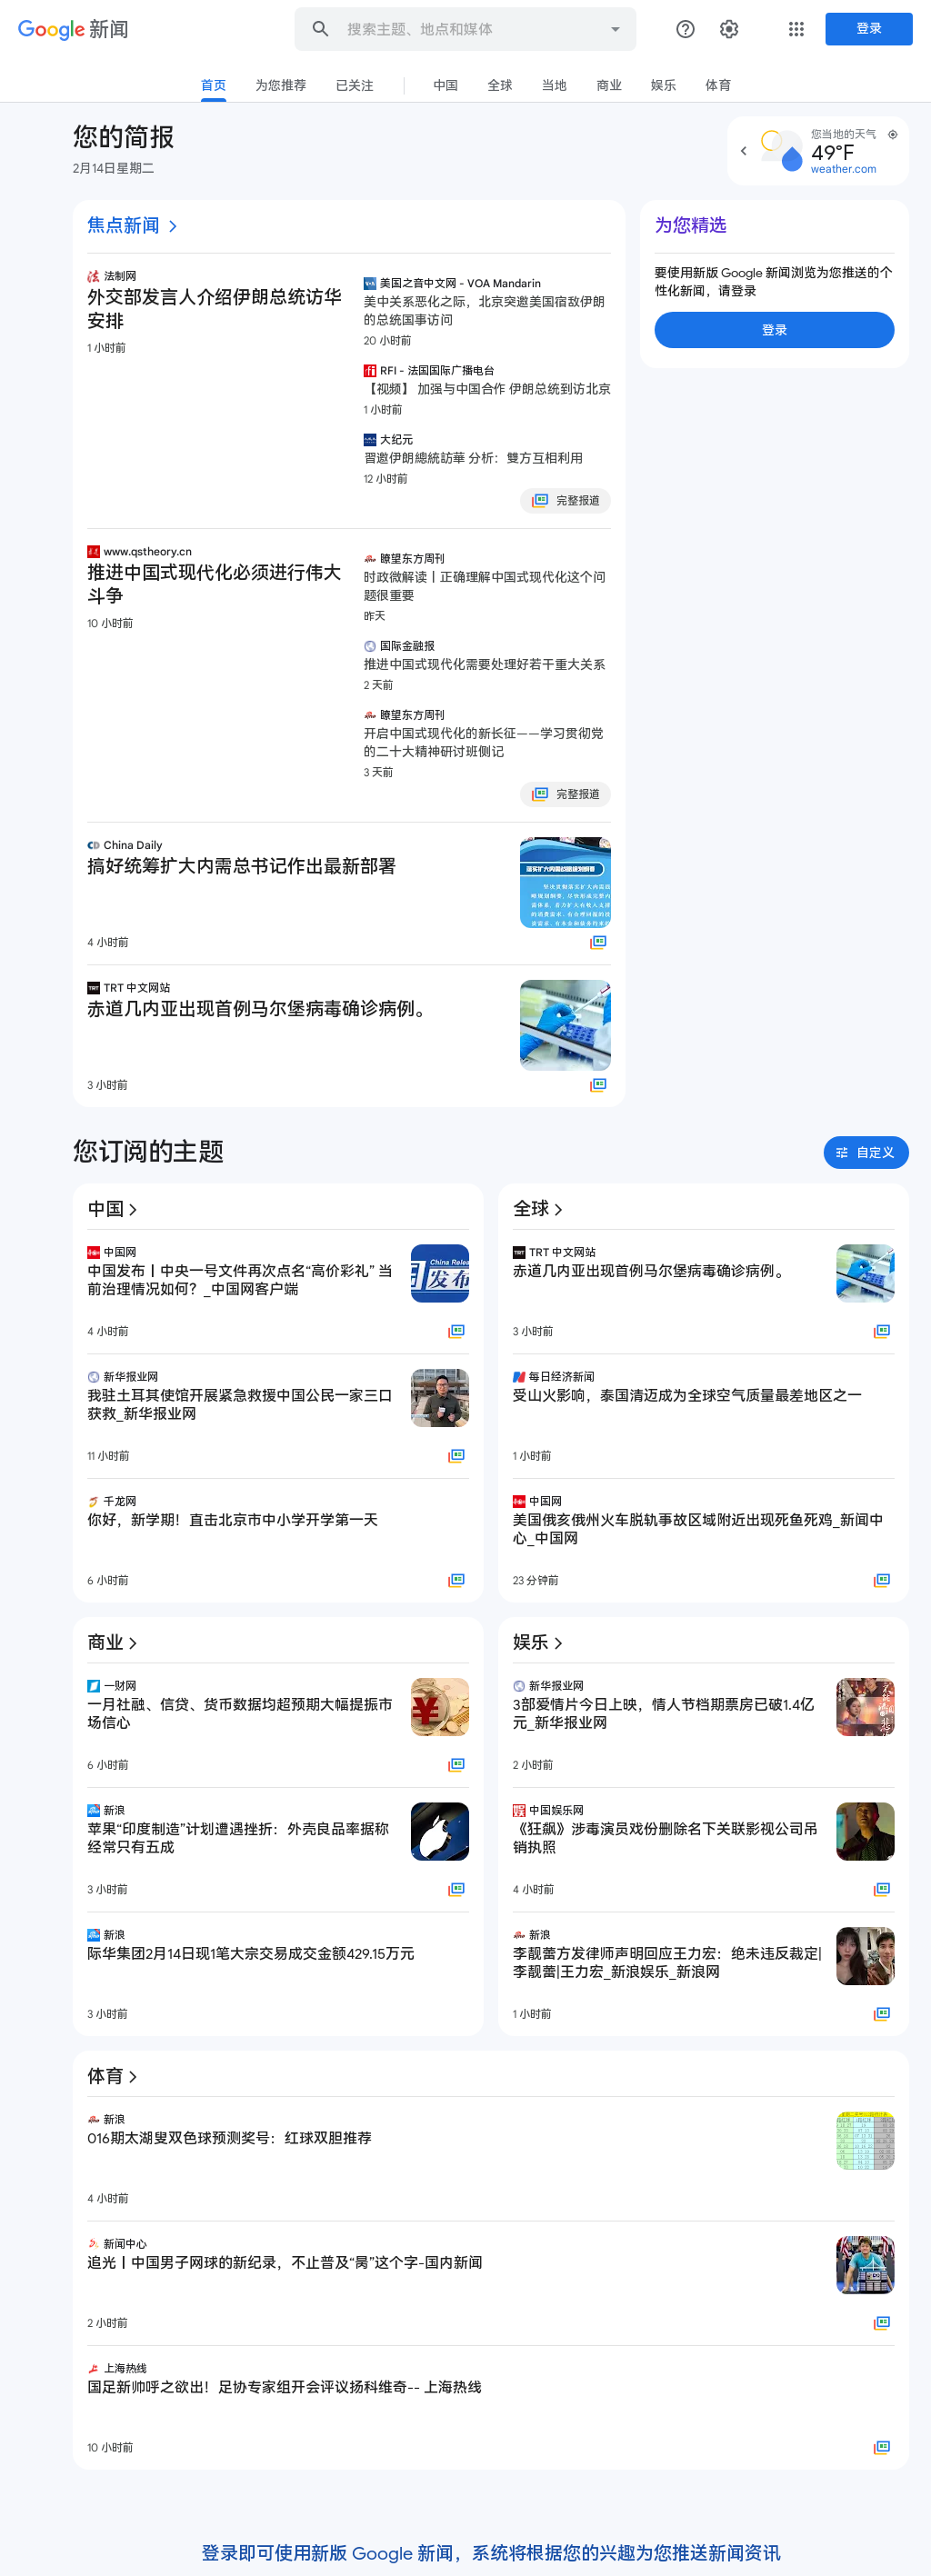 Google 新闻
搜索主题、地点和媒体
登录
首页
为您推荐
已关注
中国
全球
当地
商业
娱乐
体育
您的简报
2月14日星期二
您当地的天气
49°F
weather.com
焦点新闻
法制网
外交部发言人介绍伊朗总统访华
安排
1 小时前
美国之音中文网 - VOA Mandarin
美中关系恶化之际，北京突邀美国宿敌伊朗
的总统国事访问
20 小时前
RFI - 法国国际广播电台
【视频】 加强与中国合作 伊朗总统到访北京
1 小时前
大纪元
習邀伊朗總統訪華 分析：雙方互相利用
12 小时前
完整报道
为您精选
要使用新版 Google 新闻浏览为您推送的个
性化新闻，请登录
登录
www.qstheory.cn
推进中国式现代化必须进行伟大
斗争
10 小时前
瞭望东方周刊
时政微解读丨正确理解中国式现代化这个问
题很重要
昨天
国际金融报
推进中国式现代化需要处理好若干重大关系
2 天前
瞭望东方周刊
开启中国式现代化的新长征——学习贯彻党
的二十大精神研讨班侧记
3 天前
完整报道
China Daily
搞好统筹扩大内需总书记作出最新部署
4 小时前
TRT 中文网站
赤道几内亚出现首例马尔堡病毒确诊病例。
3 小时前
您订阅的主题
自定义
中国
中国网
中国发布丨中央一号文件再次点名“高价彩礼” 当
前治理情况如何？_中国网客户端
4 小时前
新华报业网
我驻土耳其使馆开展紧急救援中国公民一家三口
获救_新华报业网
11 小时前
千龙网
你好，新学期！直击北京市中小学开学第一天
6 小时前
全球
TRT 中文网站
赤道几内亚出现首例马尔堡病毒确诊病例。
3 小时前
每日经济新闻
受山火影响，泰国清迈成为全球空气质量最差地区之一
1 小时前
中国网
美国俄亥俄州火车脱轨事故区域附近出现死鱼死鸡_新闻中
心_中国网
23 分钟前
商业
一财网
一月社融、信贷、货币数据均超预期大幅提振市
场信心
6 小时前
新浪
苹果“印度制造”计划遭遇挫折：外壳良品率据称
经常只有五成
3 小时前
新浪
际华集团2月14日现1笔大宗交易成交金额429.15万元
3 小时前
娱乐
新华报业网
3部爱情片今日上映，情人节档期票房已破1.4亿
元_新华报业网
2 小时前
中国娱乐网
《狂飙》涉毒演员戏份删除名下关联影视公司吊
销执照
4 小时前
新浪
李靓蕾方发律师声明回应王力宏：绝未违反裁定|
李靓蕾|王力宏_新浪娱乐_新浪网
1 小时前
体育
新浪
016期太湖叟双色球预测奖号：红球双胆推荐
4 小时前
新闻中心
追光丨中国男子网球的新纪录，不止普及“昊”这个字-国内新闻
2 小时前
上海热线
国足新帅呼之欲出！足协专家组开会评议扬科维奇-- 上海热线
10 小时前
登录即可使用新版 Google 新闻，系统将根据您的兴趣为您推送新闻资讯